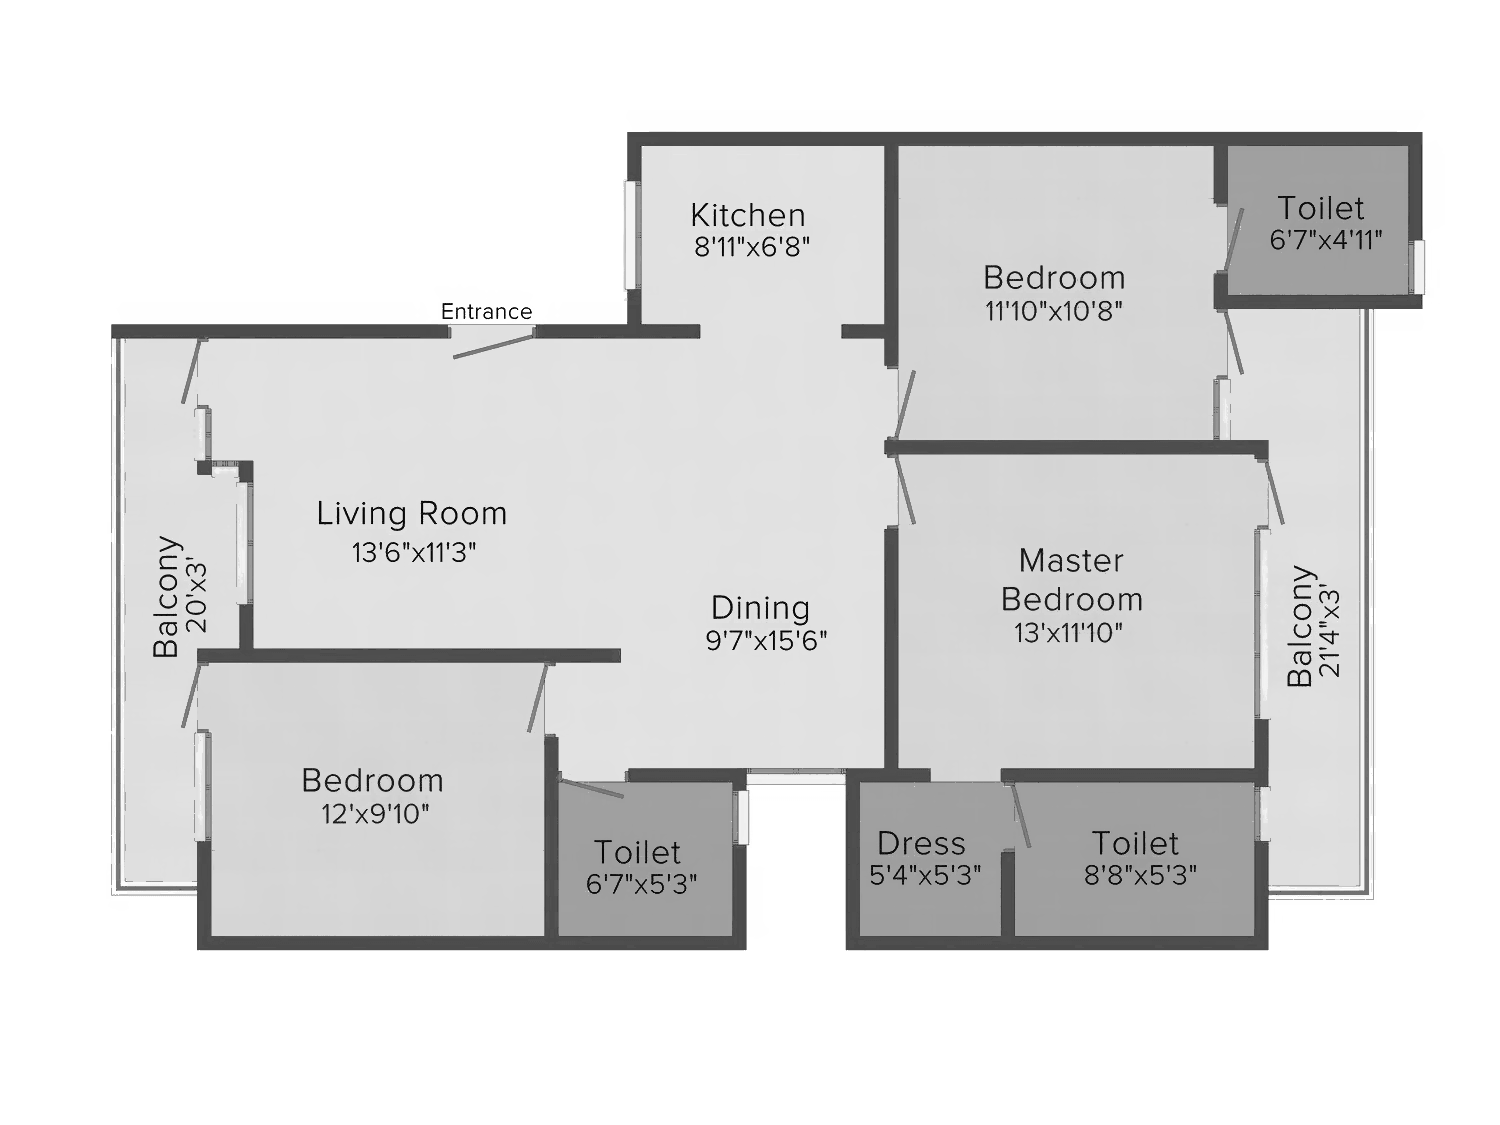 Kitchen
8'11"x6'8"
Toilet
6'7"x4'11"
Bedroom
11'10"x10'8"
Entrance
Living Room
13'6"x11'3"
Balcony
20'x3'
Dining
9'7"x15'6"
Master
Bedroom
13'x11'10"
Balcony
21'4"x3'
Bedroom
12'x9'10"
Toilet
6'7"x5'3"
Dress
5'4"x5'3"
Toilet
8'8"x5'3"